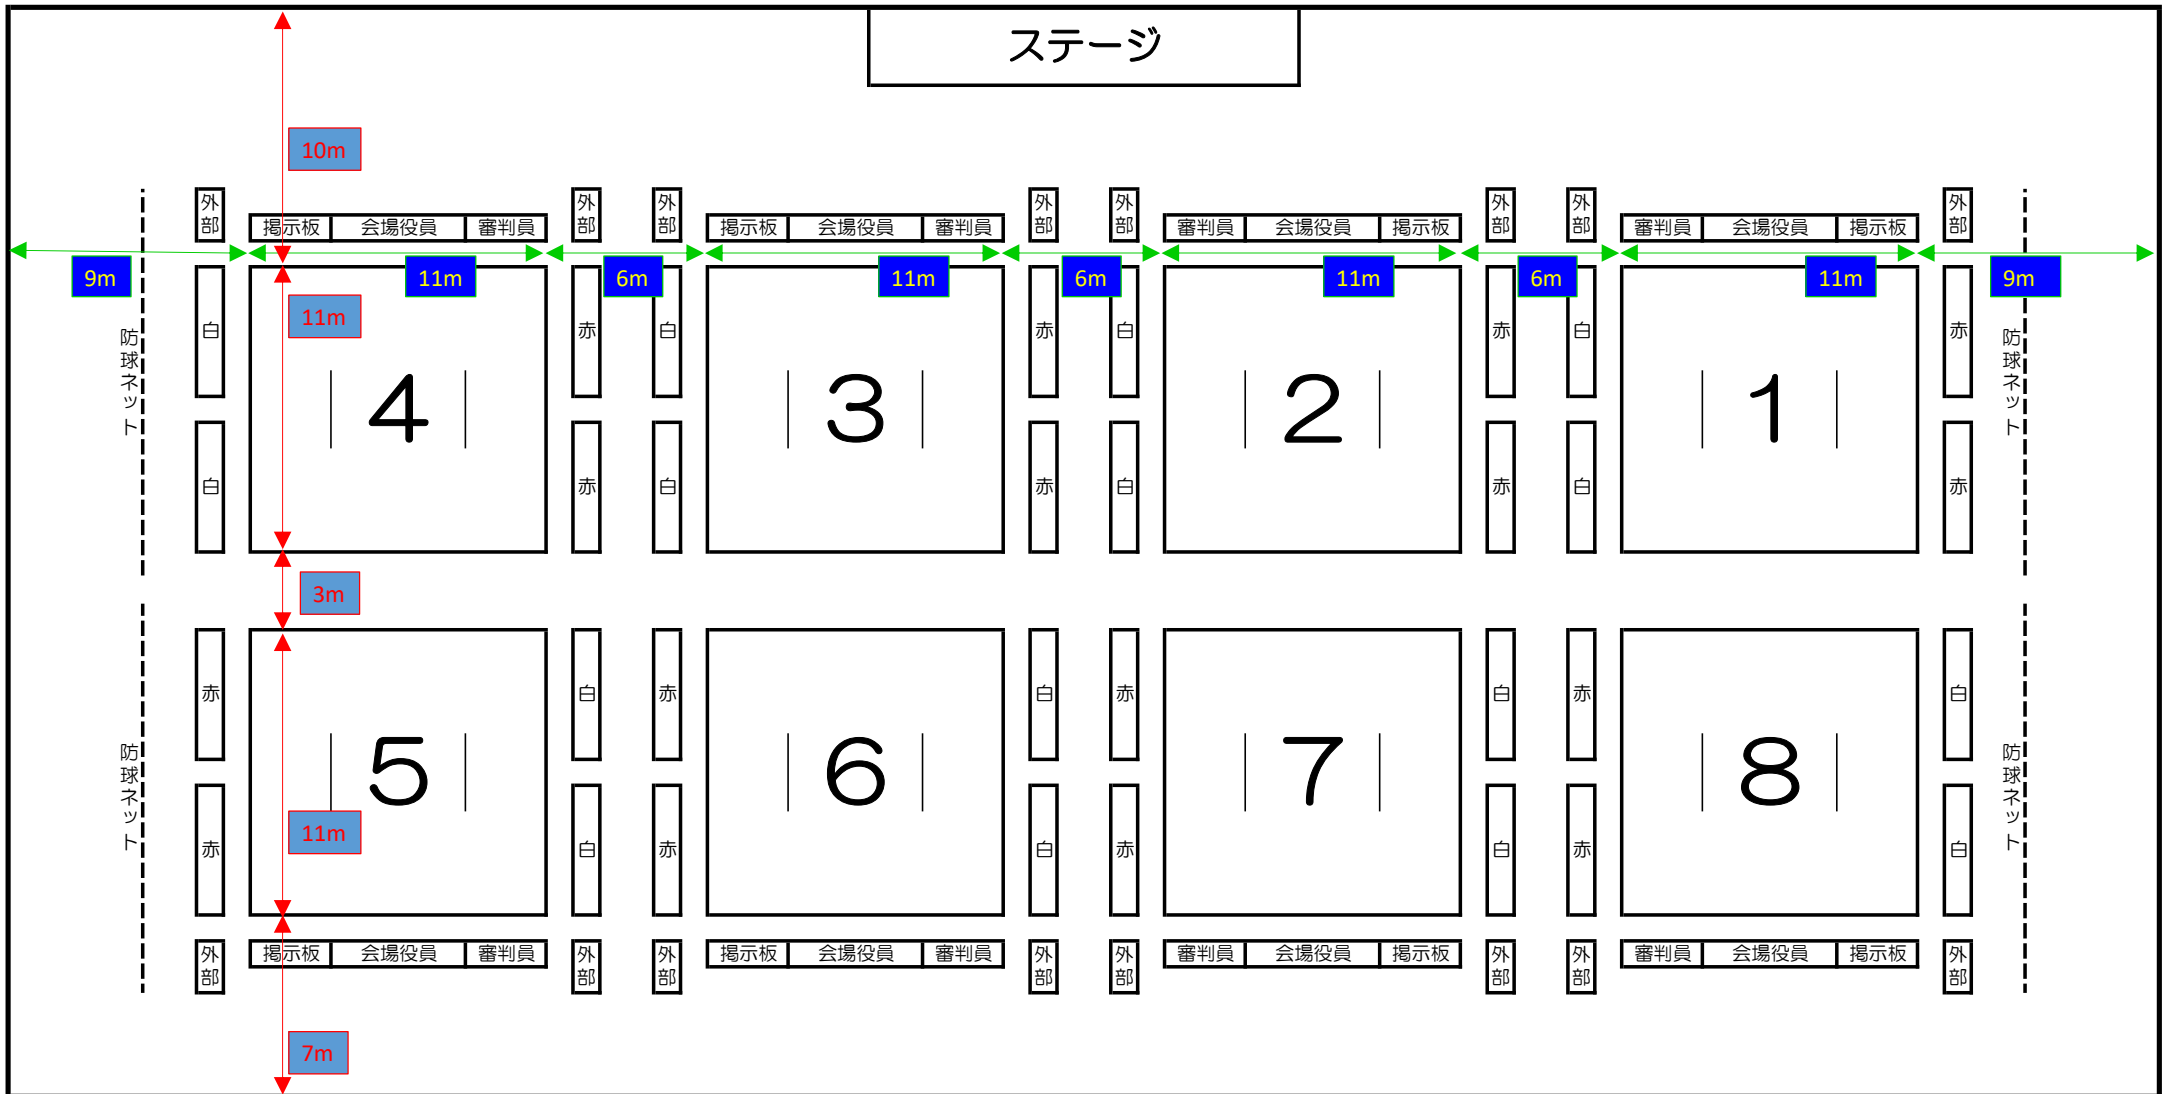 ステージ
10m
外部 外部 外部 外部 外部 外部 外部 外部
掲示板 会場役員 審判員 掲示板 会場役員 審判員 審判員 会場役員 掲示板 審判員 会場役員 掲示板
9m 11m 6m 11m 6m 11m 6m 11m 9m
11m
防球ネット 白 赤 白 赤 白 赤 白 赤 防球ネット
4 3 2 1
白 赤 白 赤 白 赤 白 赤
3m
赤 白 赤 白 赤 白 赤 白
防球ネット 5 6 7 8 防球ネット
11m
赤 白 赤 白 赤 白 赤 白
掲示板 会場役員 審判員 掲示板 会場役員 審判員 審判員 会場役員 掲示板 審判員 会場役員 掲示板
外部 外部 外部 外部 外部 外部 外部 外部
7m